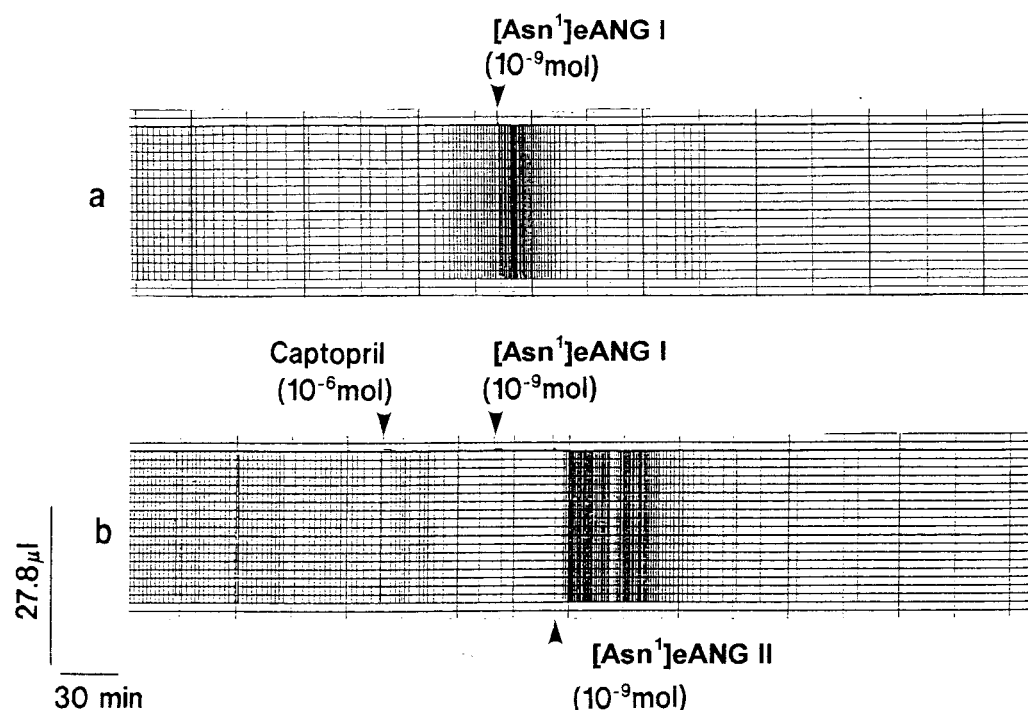 [Asn¹]eANG I
(10⁻⁹mol)
a
Captopril
(10⁻⁶mol)
[Asn¹]eANG I
(10⁻⁹mol)
b
27.8μl
30 min
[Asn¹]eANG II
(10⁻⁹mol)